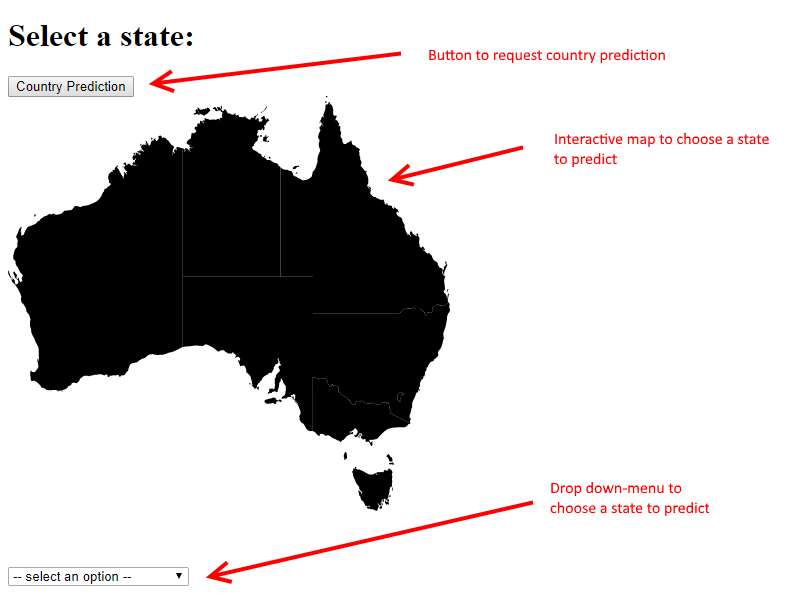 Select a state:
Button to request country prediction
Country Prediction
Interactive map to choose a state
to predict
Drop down-menu to
choose a state to predict
-- select an option --